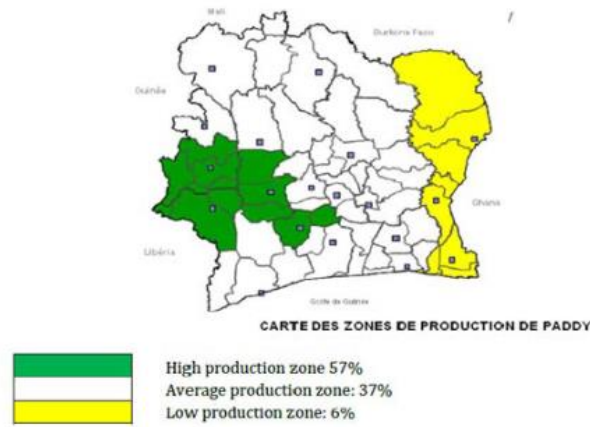 Mali
Burkona Faso
Guinée
Ghana
Libéria
Golfe de Guinée
CARTE DES ZONES DE PRODUCTION DE PADDY
High production zone 57%
Average production zone: 37%
Low production zone: 6%